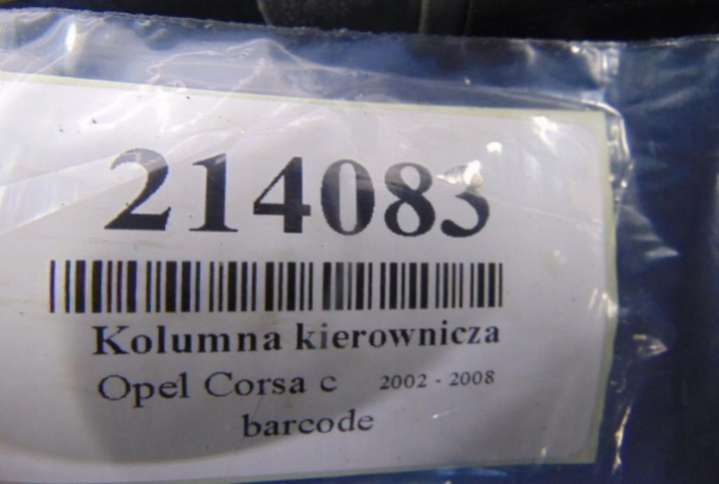 214083
Kolumna kierownicza
Opel Corsa c 2002 - 2008
barcode